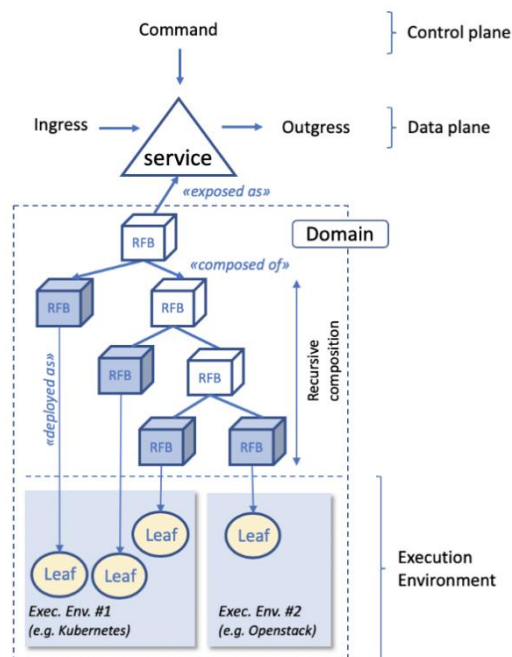 Command
Control plane
Ingress
Outgress
Data plane
service
«exposed as»
Domain
RFB
«composed of»
RFB
RFB
«deployed as»
RFB
RFB
Recursive
composition
RFB
RFB
Leaf
Leaf
Leaf
Leaf
Execution
Environment
Exec. Env. #1
(e.g. Kubernetes)
Exec. Env. #2
(e.g. Openstack)